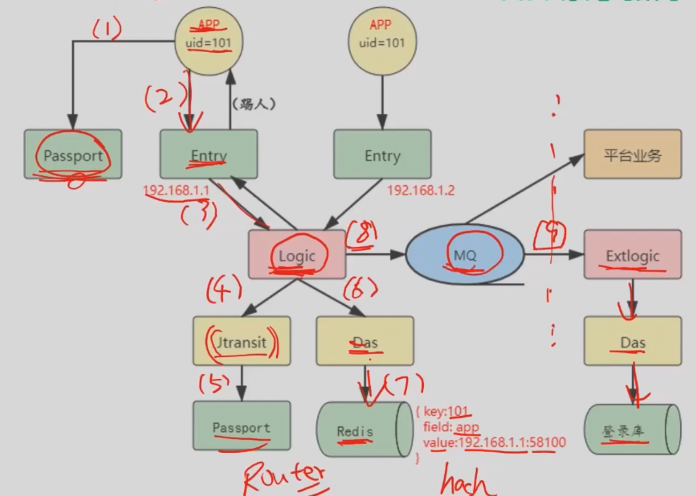 APP
uid=101
APP
uid=101
(1)
(2)
(踢人)
Passport
Entry
Entry
平台业务
192.168.1.1
192.168.1.2
(3)
Logic
(8)
MQ
(9)
Extlogic
(4)
(6)
Jtransit
Das
Das
(5)
(7)
Passport
Redis
{ key:101
field: app
value:192.168.1.1:58100
}
登录库
Router
hash